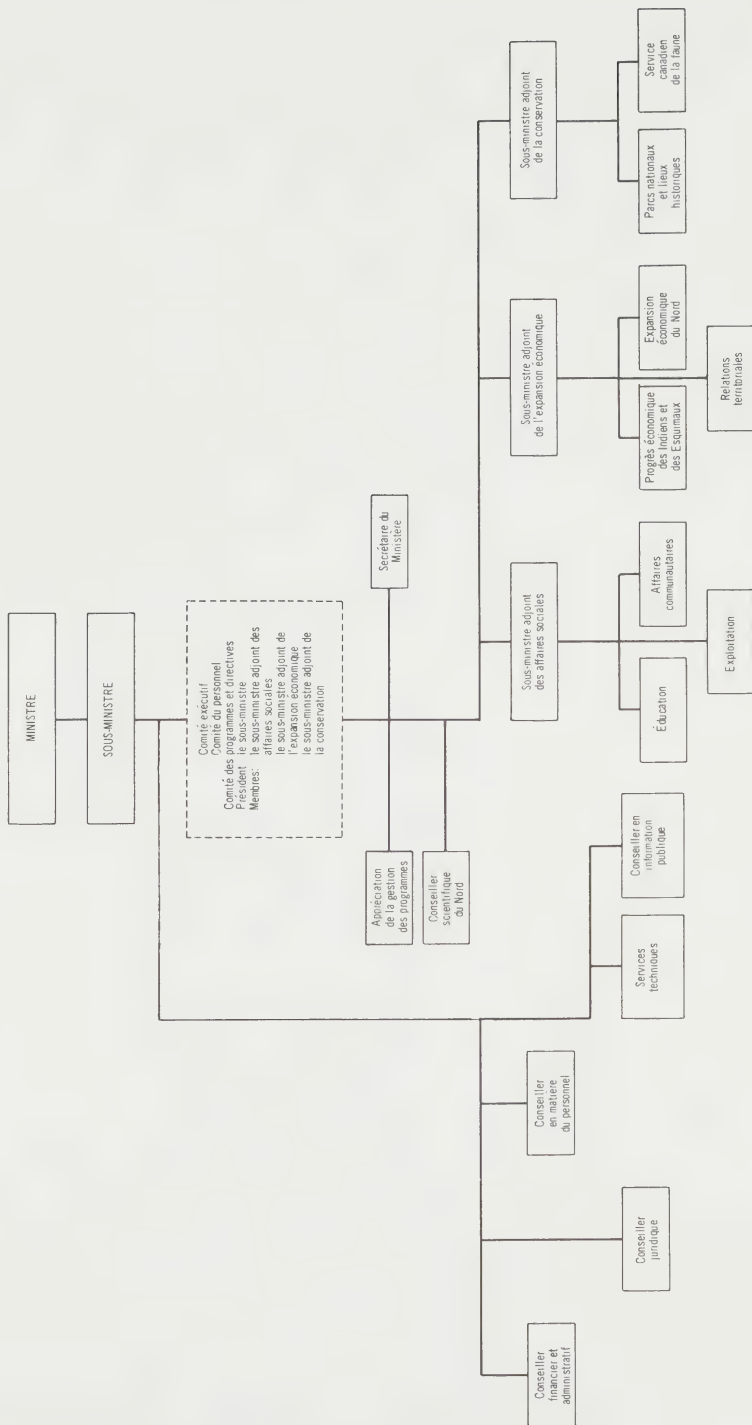 MINISTRE
SOUS-MINISTRE
Comité exécutif
Comité du personnel
Comité des programmes et directives
Président le sous-ministre
Membres: le sous-ministre adjoint des
affaires sociales
le sous-ministre adjoint de
l'expansion économique
le sous-ministre adjoint de
la conservation
Appréciation
de la gestion
des programmes
Secrétaire du
Ministère
Conseiller
scientifique
du Nord
Conseiller
financier et
administratif
Conseiller
juridique
Conseiller
en matière
du personnel
Services
techniques
Conseiller en
information
publique
Sous-ministre adjoint
des affaires sociales
Éducation
Affaires
communautaires
Exploitation
Sous-ministre adjoint
de l'expansion économique
Progrès économique
des Indiens et
des Esquimaux
Expansion
économique
du Nord
Relations
territoriales
Sous-ministre adjoint
de la conservation
Parcs nationaux
et lieux
historiques
Service
canadien
de la faune